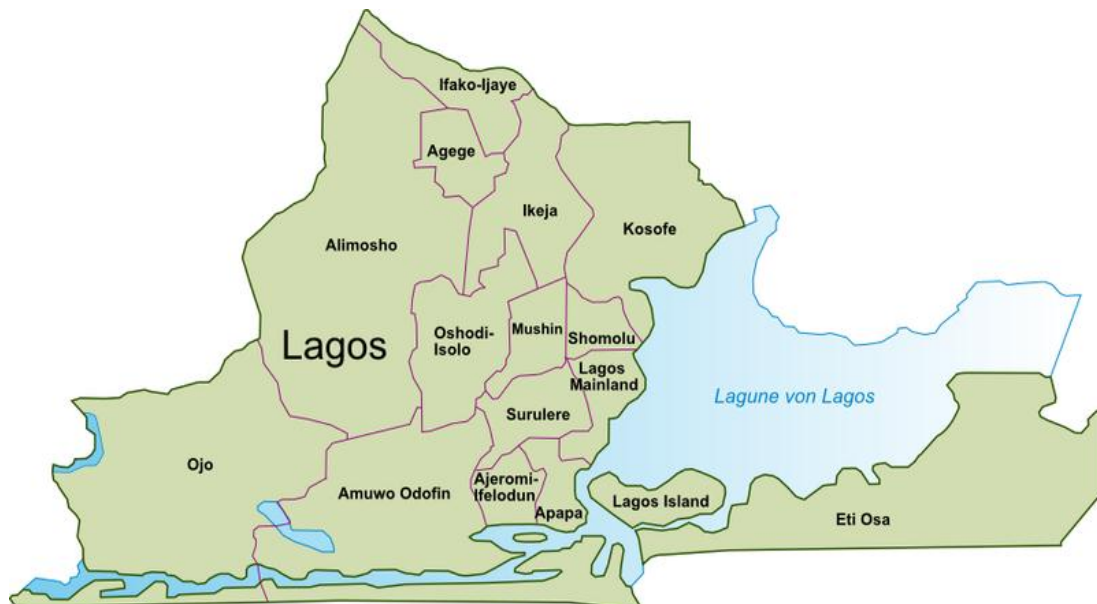 Ifako-Ijaye
Agege
Ikeja
Kosofe
Alimosho
Lagos
Oshodi-
Isolo
Mushin
Shomolu
Lagos
Mainland
Lagune von Lagos
Surulere
Ojo
Amuwo Odofin
Ajeromi-
Ifelodun
Apapa
Lagos Island
Eti Osa